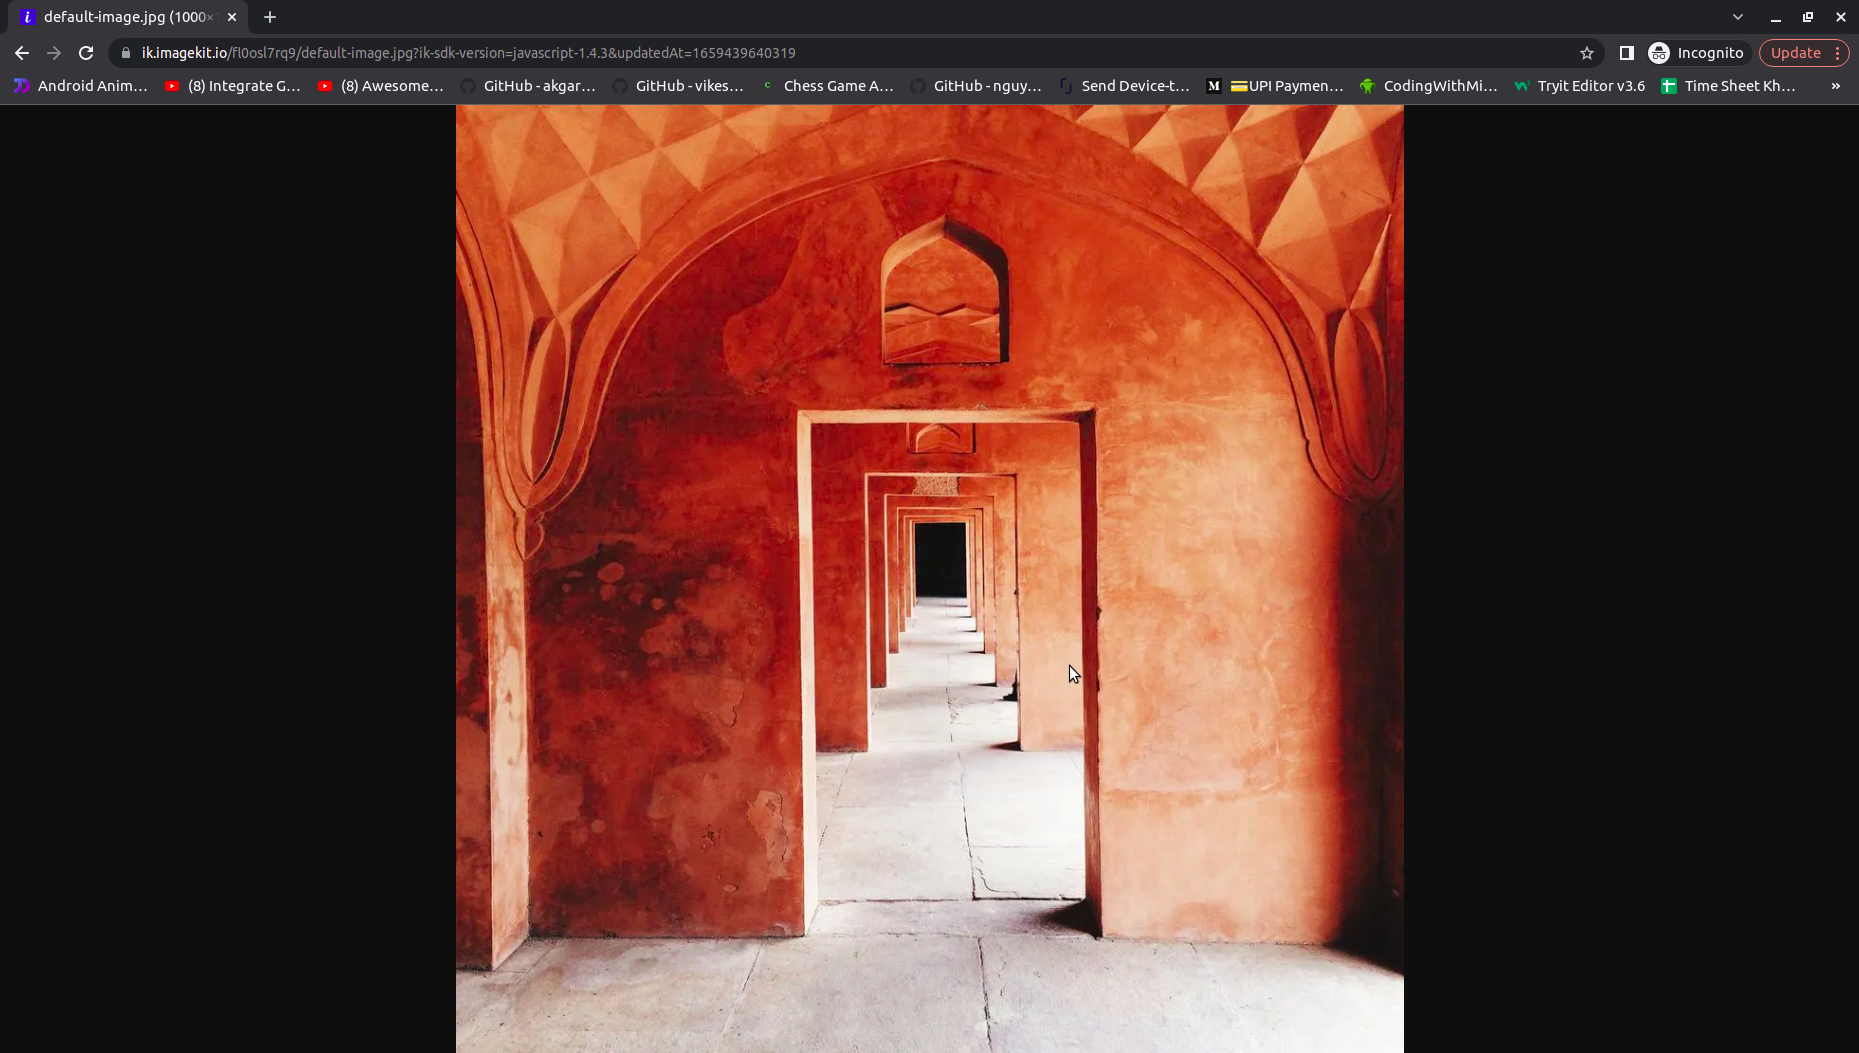 default-image.jpg (1000×
ik.imagekit.io/fl0osl7rq9/default-image.jpg?ik-sdk-version=javascript-1.4.3&updatedAt=1659439640319
Incognito
Update
Android Anim…
(8) Integrate G…
(8) Awesome…
GitHub - akgar…
GitHub - vikes…
Chess Game A…
GitHub - nguy…
Send Device-t…
UPI Paymen…
CodingWithMi…
Tryit Editor v3.6
Time Sheet Kh…
»